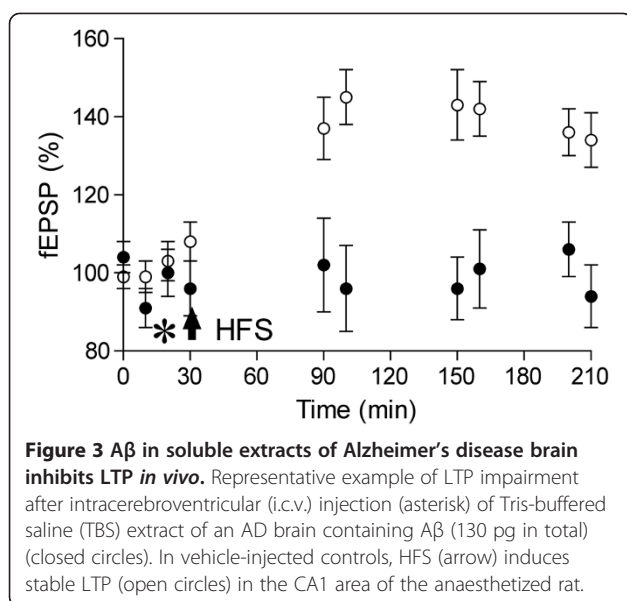 160
140
120
100
80
fEPSP (%)
* HFS
0 30 60 90 120 150 180 210
Time (min)
Figure 3 Aβ in soluble extracts of Alzheimer's disease brain
inhibits LTP in vivo. Representative example of LTP impairment
after intracerebroventricular (i.c.v.) injection (asterisk) of Tris-buffered
saline (TBS) extract of an AD brain containing Aβ (130 pg in total)
(closed circles). In vehicle-injected controls, HFS (arrow) induces
stable LTP (open circles) in the CA1 area of the anaesthetized rat.